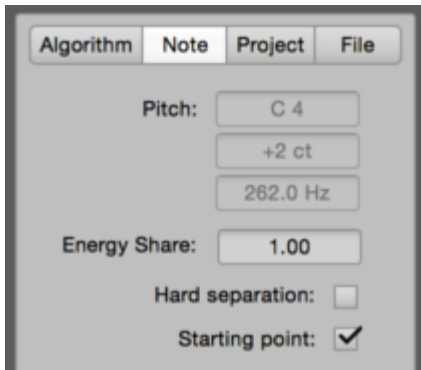 Algorithm Note Project File
Pitch: C 4
+2 ct
262.0 Hz
Energy Share: 1.00
Hard separation:
Starting point: